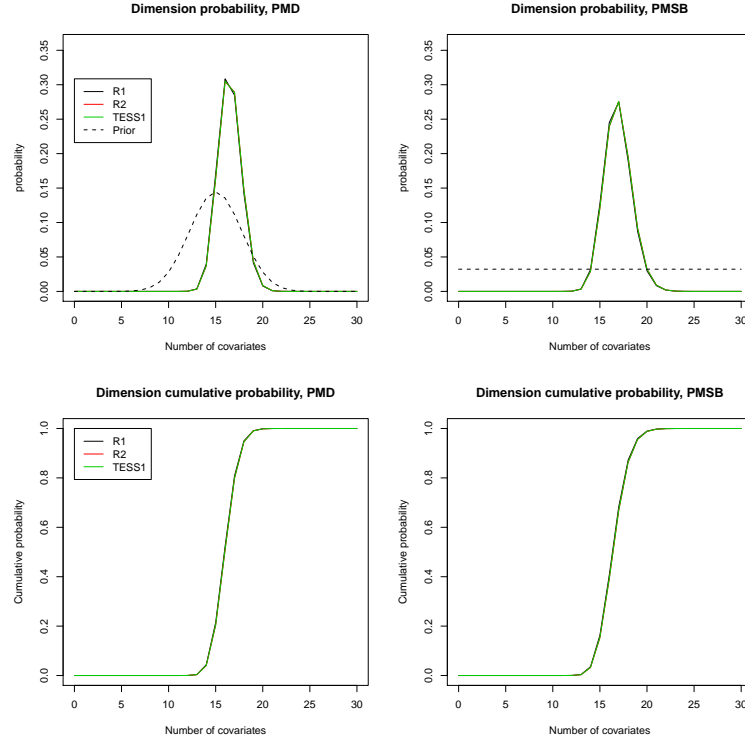 Dimension probability, PMD
probability
0.00 0.05 0.10 0.15 0.20 0.25 0.30 0.35
R1
R2
TESS1
Prior
0 5 10 15 20 25 30
Number of covariates
Dimension probability, PMSB
probability
0.00 0.05 0.10 0.15 0.20 0.25 0.30 0.35
0 5 10 15 20 25 30
Number of covariates
Dimension cumulative probability, PMD
Cumulative probability
0.0 0.2 0.4 0.6 0.8 1.0
R1
R2
TESS1
0 5 10 15 20 25 30
Number of covariates
Dimension cumulative probability, PMSB
Cumulative probability
0.0 0.2 0.4 0.6 0.8 1.0
0 5 10 15 20 25 30
Number of covariates